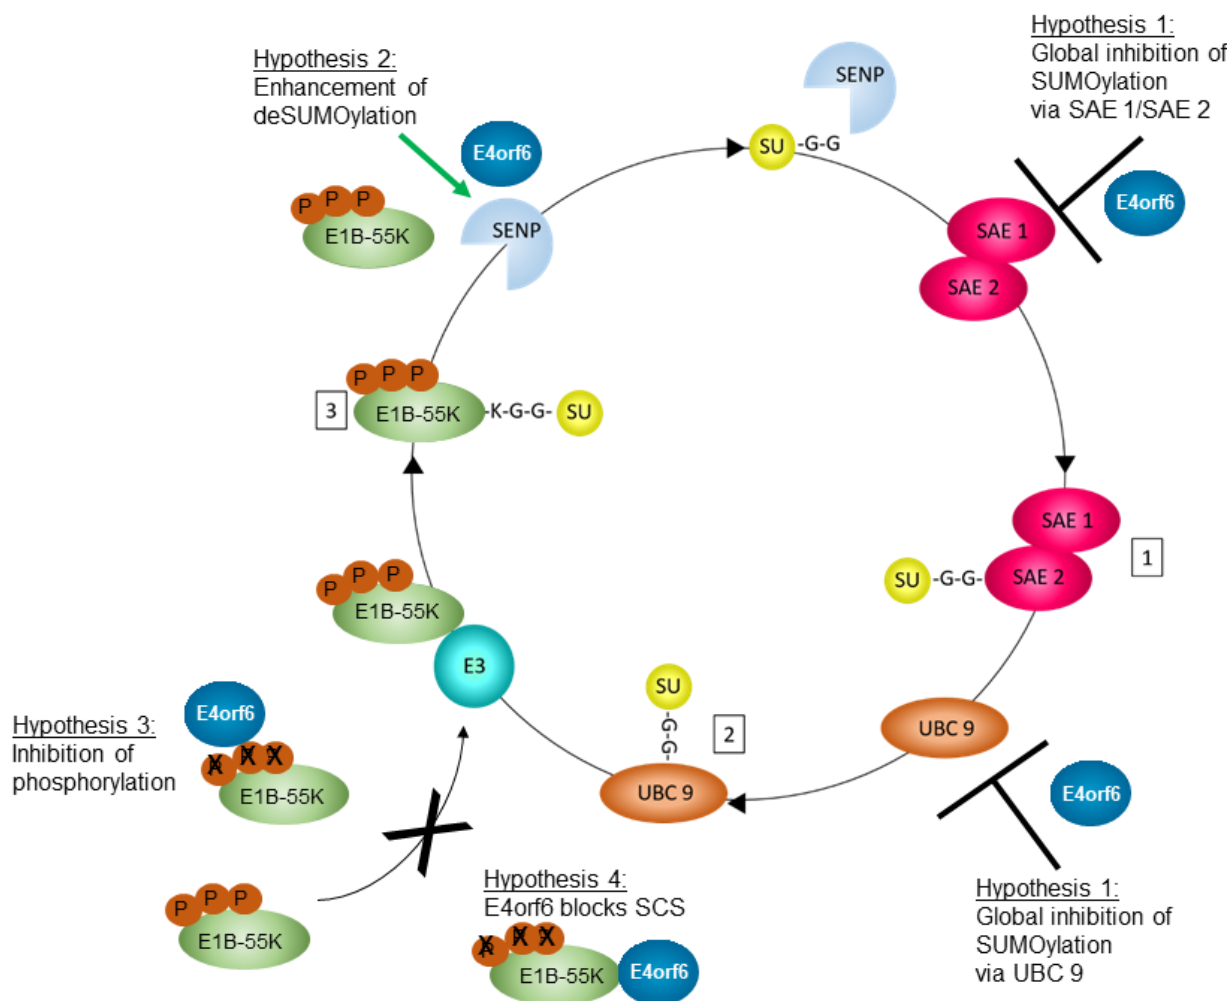 Hypothesis 1:
Global inhibition of
SUMOylation
via SAE 1/SAE 2
Hypothesis 2:
Enhancement of
deSUMOylation
SENP
E4orf6
SU -G-G
E4orf6
P P P
E1B-55K
SENP
SAE 1
SAE 2
P P P
3
E1B-55K -K-G-G- SU
SAE 1
1
SU -G-G- SAE 2
P P P
E1B-55K
E3
SU
-G-G-
2
UBC 9
UBC 9
E4orf6
Hypothesis 3:
Inhibition of
phosphorylation
E4orf6
E1B-55K
P P P
E1B-55K
Hypothesis 4:
E4orf6 blocks SCS
E1B-55K E4orf6
Hypothesis 1:
Global inhibition of
SUMOylation
via UBC 9